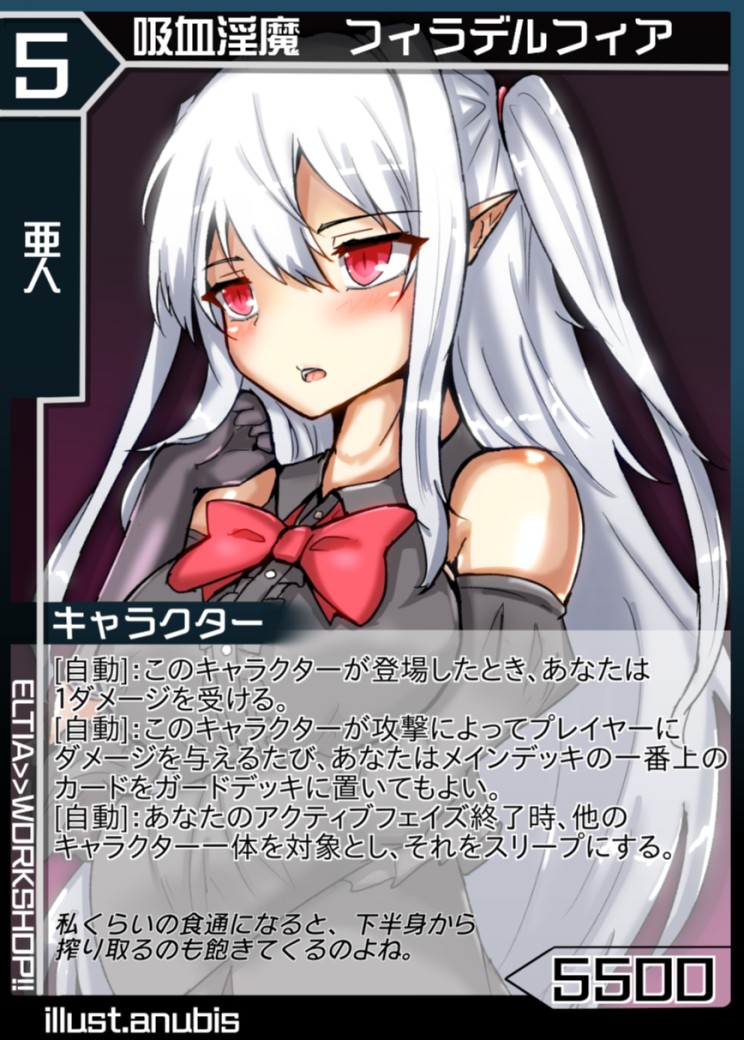 5
吸血淫魔　フィラデルフィア
亜人
キャラクター
[自動]:このキャラクターが登場したとき、あなたは
1ダメージを受ける。
[自動]:このキャラクターが攻撃によってプレイヤーに
ダメージを与えるたび、あなたはメインデッキの一番上の
カードをガードデッキに置いてもよい。
[自動]:あなたのアクティブフェイズ終了時、他の
キャラクター一体を対象とし、それをスリープにする。
私くらいの食通になると、下半身から
搾り取るのも飽きてくるのよね。
ELTIA>>WORKSHOP!!
5500
illust.anubis